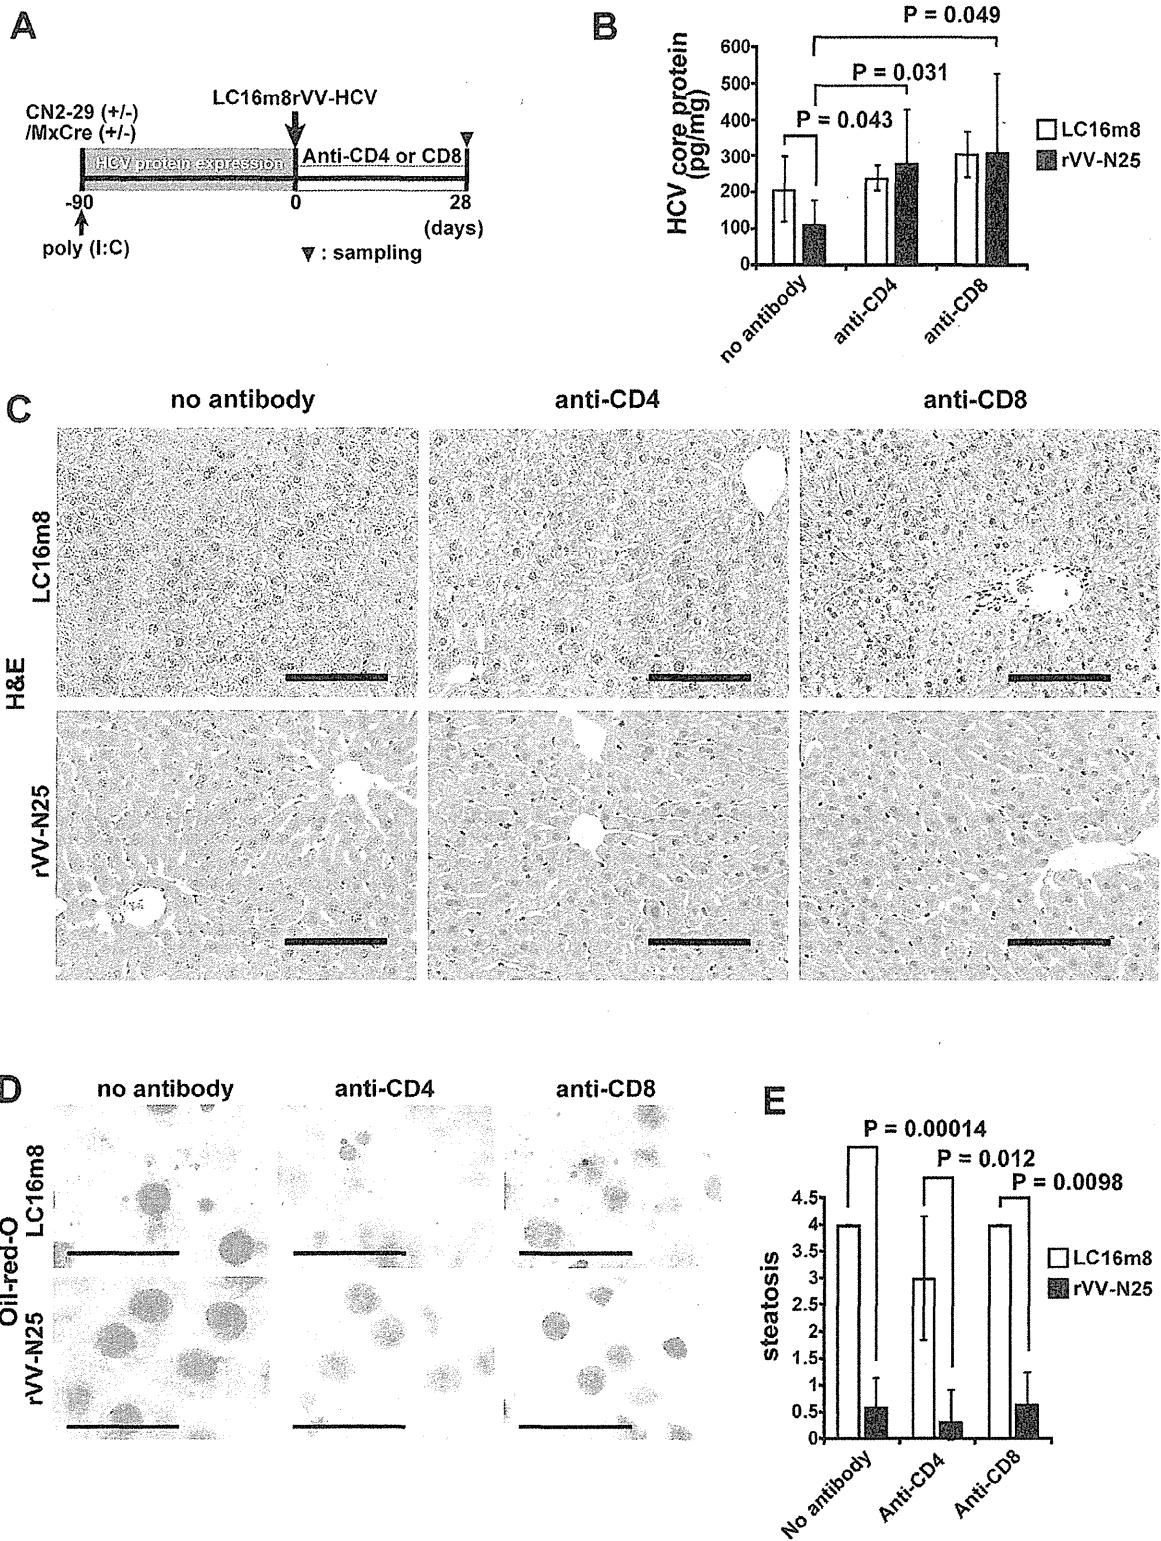 A
CN2-29 (+/-)
/MxCre (+/-)
LC16m8rVV-HCV
HCV protein expression
Anti-CD4 or CD8
-90
0
28
(days)
poly (I:C)
▼ : sampling
B
P = 0.049
P = 0.031
P = 0.043
HCV core protein
(pg/mg)
600
500
400
300
200
100
0
no antibody
anti-CD4
anti-CD8
LC16m8
rVV-N25
C
no antibody
anti-CD4
anti-CD8
H&E
LC16m8
rVV-N25
D
no antibody
anti-CD4
anti-CD8
Oil-red-O
LC16m8
rVV-N25
E
P = 0.00014
P = 0.012
P = 0.0098
steatosis
4.5
4
3.5
3
2.5
2
1.5
1
0.5
0
No antibody
Anti-CD4
Anti-CD8
LC16m8
rVV-N25